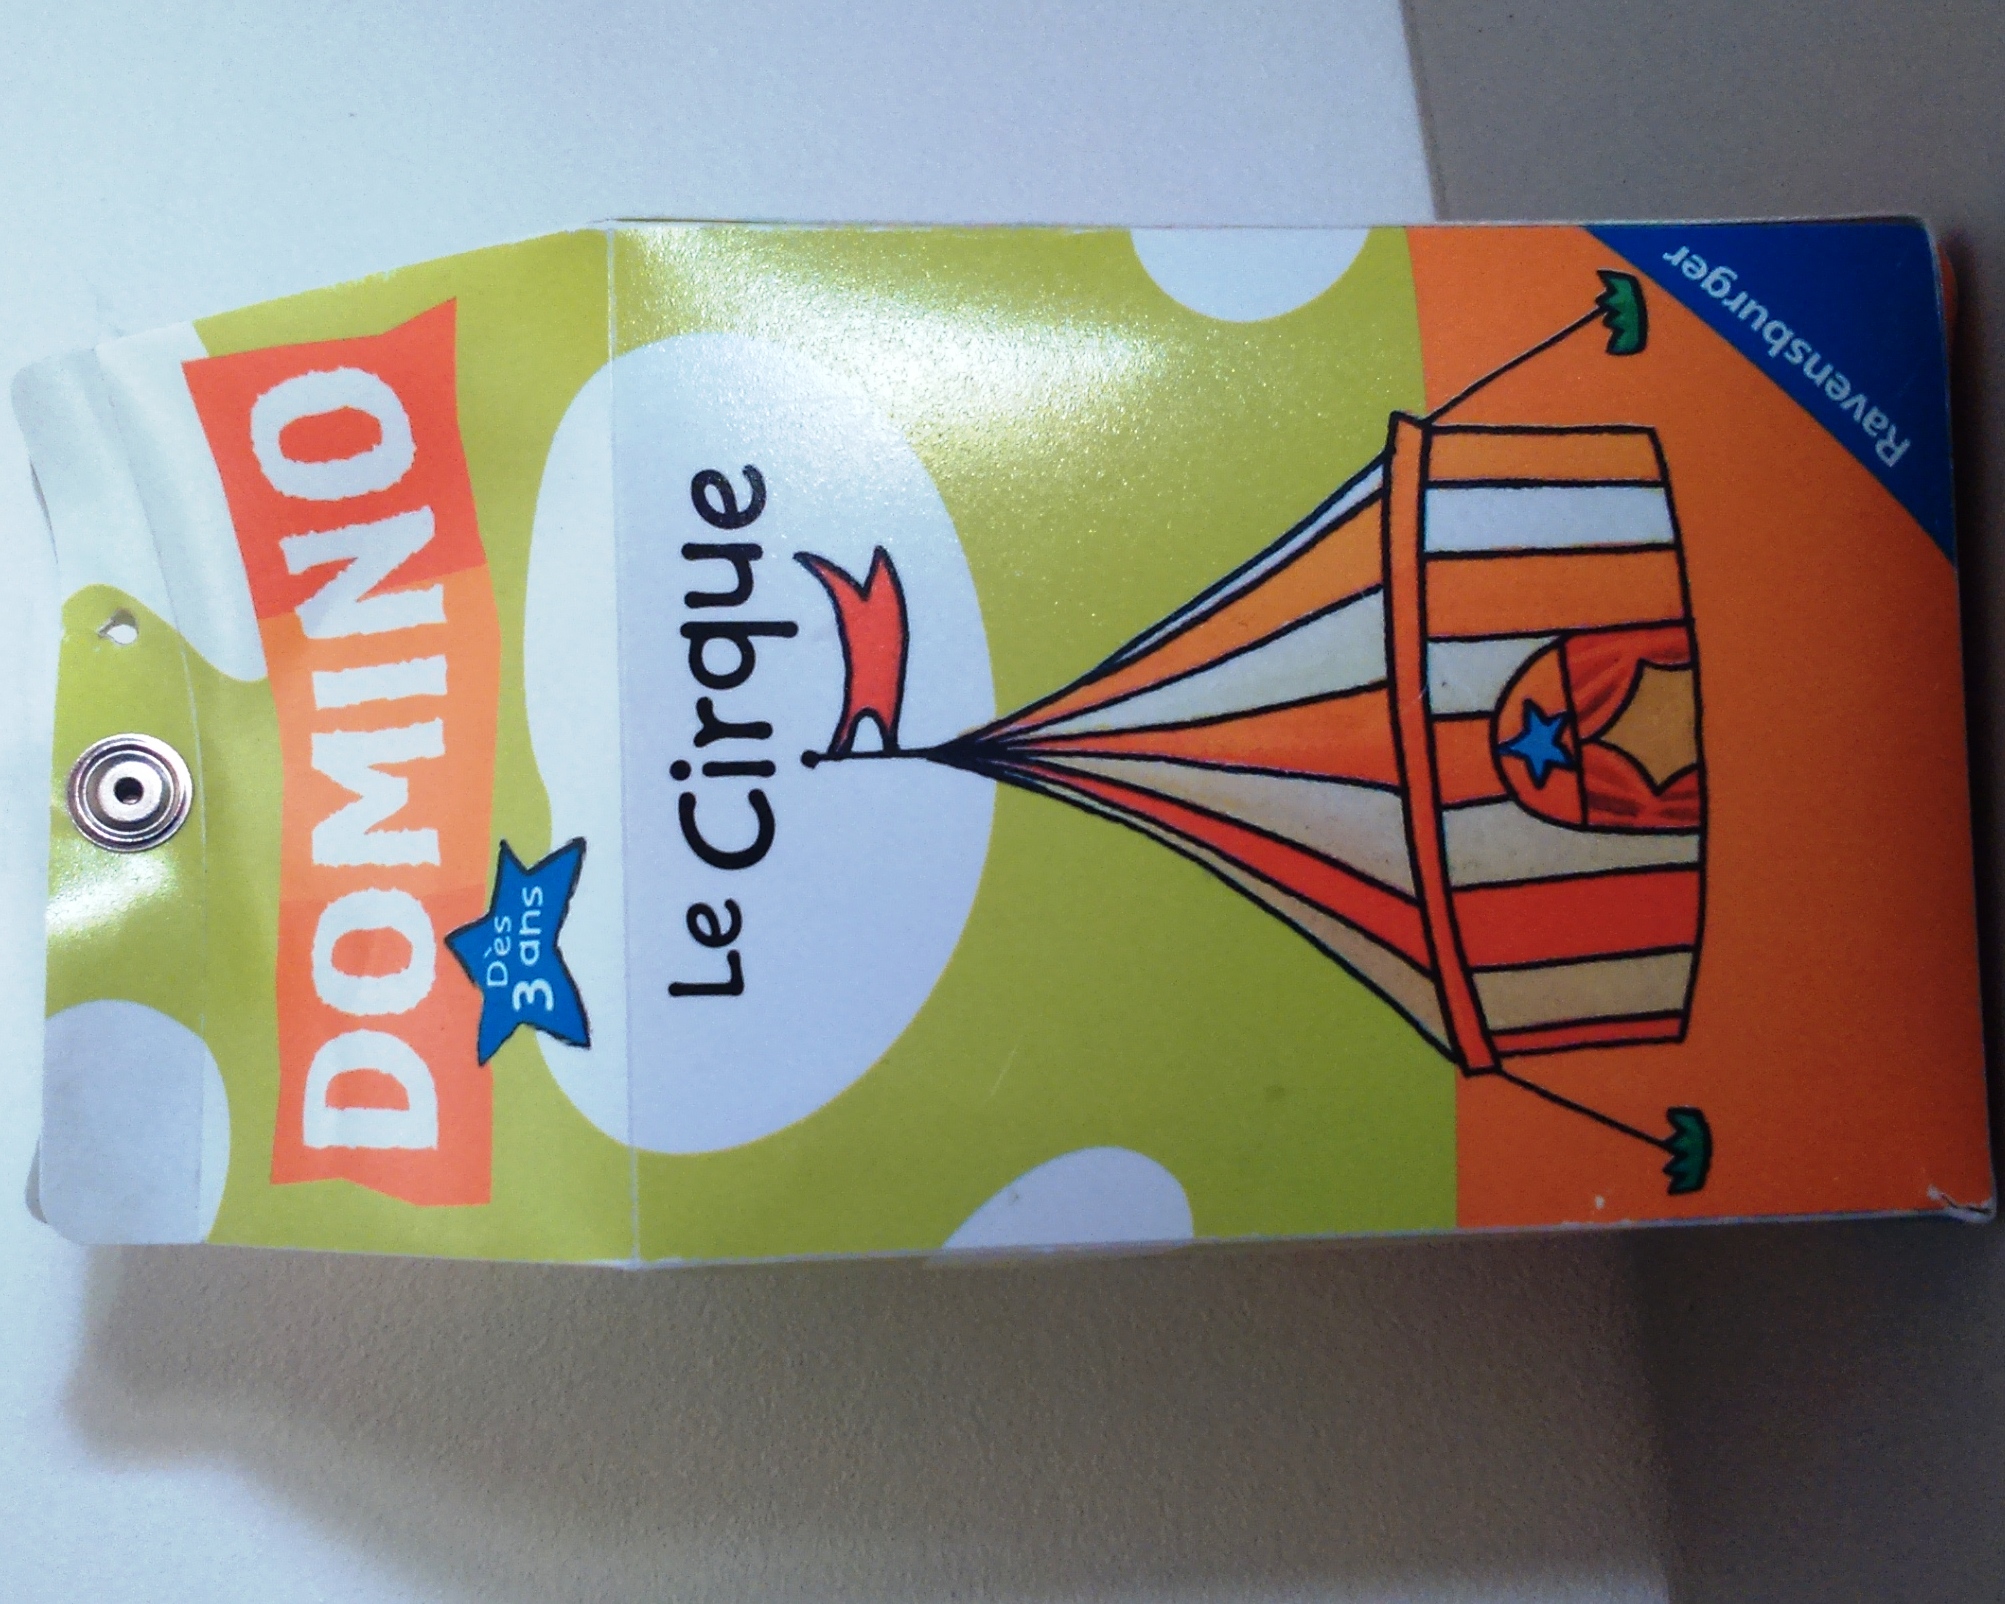 DOMINO
Dès
3 ans
Le Cirque
Ravensburger